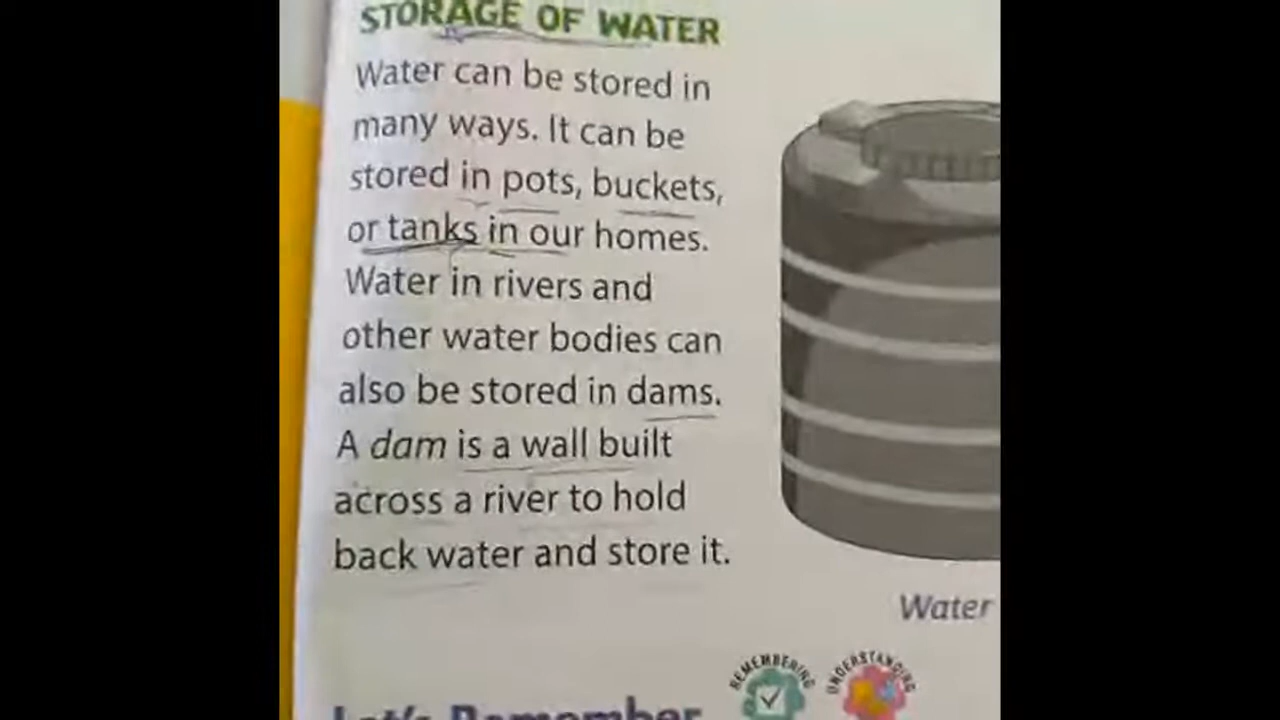 STORAGE OF WATER
Water can be stored in
many ways. It can be
stored in pots, buckets,
or tanks in our homes.
Water in rivers and
other water bodies can
also be stored in dams.
A dam is a wall built
across a river to hold
back water and store it.
Water
REMEMBERING
UNDERSTANDING
Let's Remember